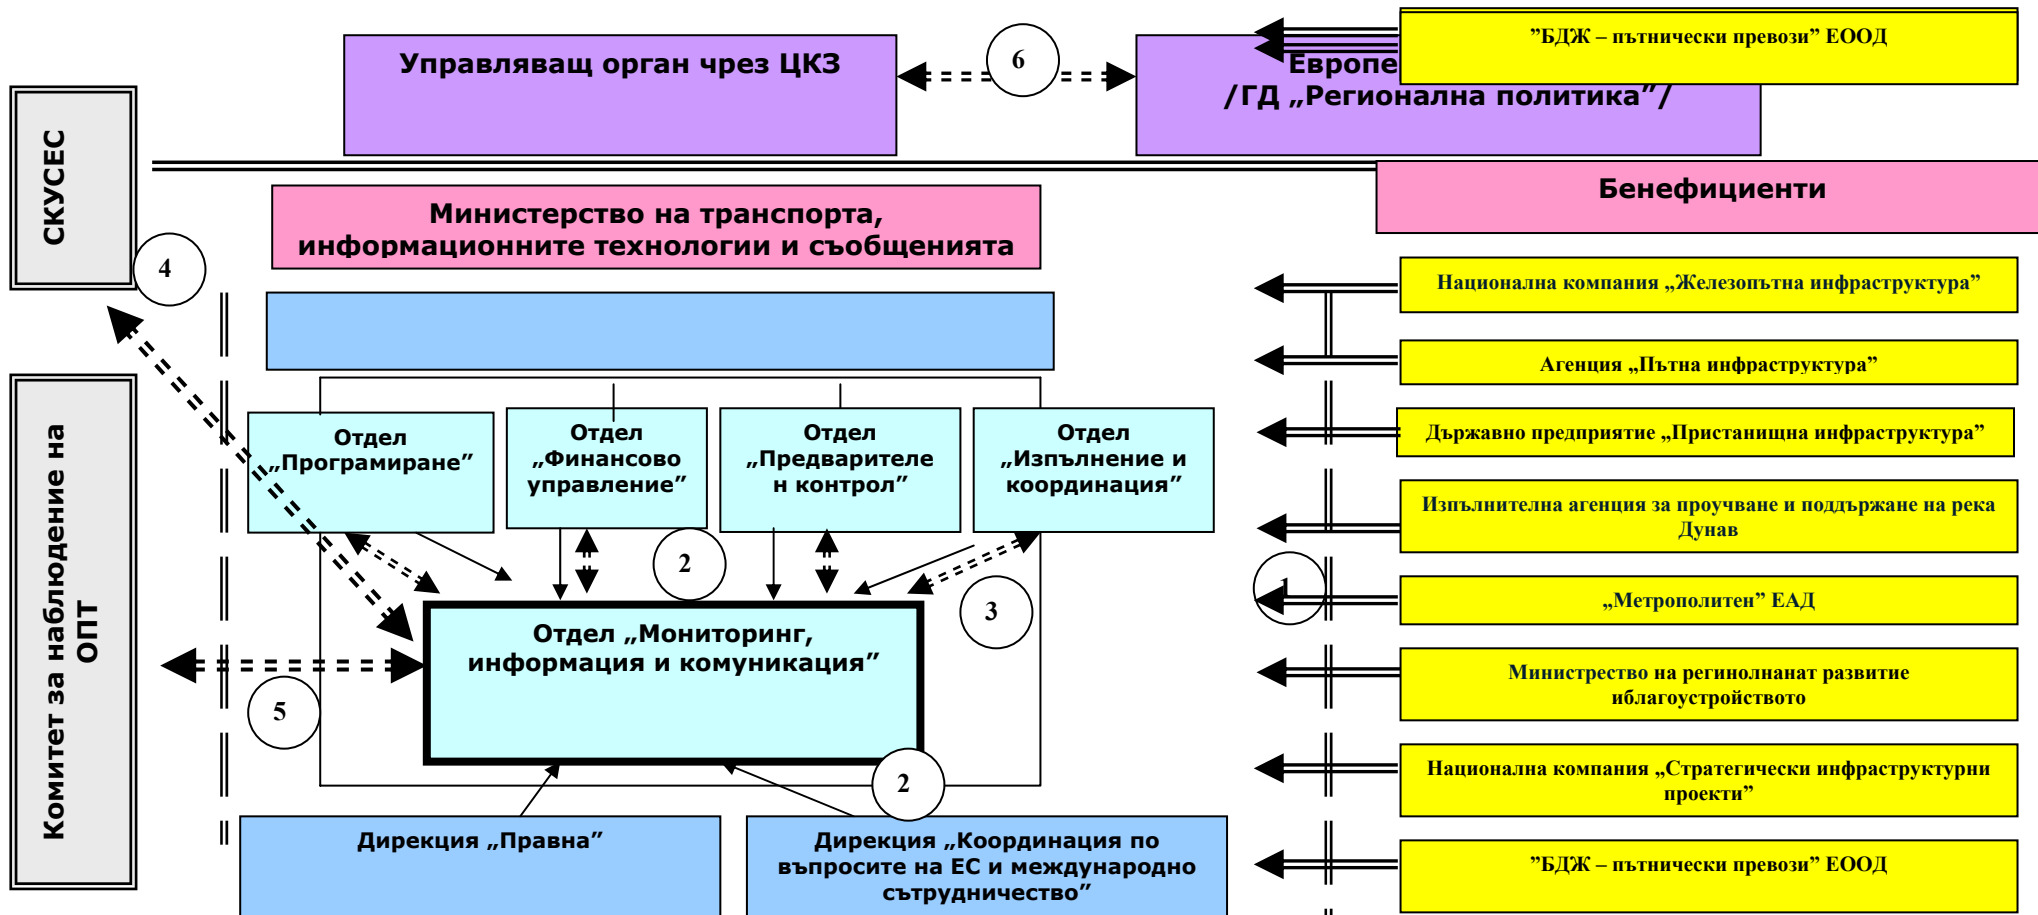 ”БДЖ – пътнически превози” ЕООД
Управляващ орган чрез ЦКЗ
6
Европе
/ГД „Регионална политика”/
СКУСЕС
Бенефициенти
Министерство на транспорта,
информационните технологии и съобщенията
4
Национална компания „Железопътна инфраструктура”
Агенция „Пътна инфраструктура”
Комитет за наблюдение на
ОПТ
Отдел
„Програмиране”
Отдел
„Финансово
управление”
Отдел
„Предварителе
н контрол”
Отдел
„Изпълнение и
координация”
Държавно предприятие „Пристанищна инфраструктура”
Изпълнителна агенция за проучване и поддържане на река
Дунав
2
3
1
„Метрополитен” ЕАД
Отдел „Мониторинг,
информация и комуникация”
5
Министрество на регинолнанат развитие
иблагоустройството
2
Национална компания „Стратегически инфраструктурни
проекти”
Дирекция „Правна”
Дирекция „Координация по
въпросите на ЕС и международно
сътрудничество”
”БДЖ – пътнически превози” ЕООД